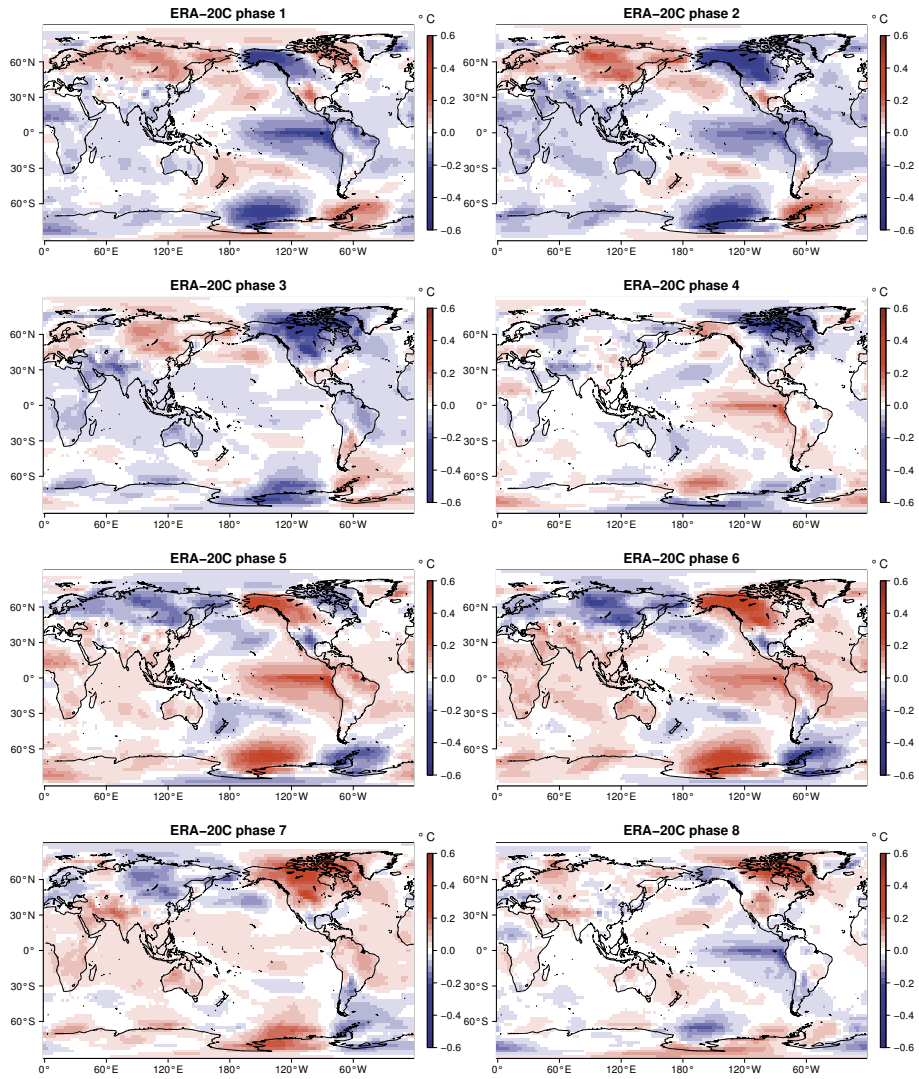 ERA−20C phase 1
° C
60°N
30°N
0°
30°S
60°S
0° 60°E 120°E 180° 120°W 60°W
0.6
0.4
0.2
0.0
−0.2
−0.4
−0.6
ERA−20C phase 2
° C
60°N
30°N
0°
30°S
60°S
0° 60°E 120°E 180° 120°W 60°W
0.6
0.4
0.2
0.0
−0.2
−0.4
−0.6
ERA−20C phase 3
° C
60°N
30°N
0°
30°S
60°S
0° 60°E 120°E 180° 120°W 60°W
0.6
0.4
0.2
0.0
−0.2
−0.4
−0.6
ERA−20C phase 4
° C
60°N
30°N
0°
30°S
60°S
0° 60°E 120°E 180° 120°W 60°W
0.6
0.4
0.2
0.0
−0.2
−0.4
−0.6
ERA−20C phase 5
° C
60°N
30°N
0°
30°S
60°S
0° 60°E 120°E 180° 120°W 60°W
0.6
0.4
0.2
0.0
−0.2
−0.4
−0.6
ERA−20C phase 6
° C
60°N
30°N
0°
30°S
60°S
0° 60°E 120°E 180° 120°W 60°W
0.6
0.4
0.2
0.0
−0.2
−0.4
−0.6
ERA−20C phase 7
° C
60°N
30°N
0°
30°S
60°S
0° 60°E 120°E 180° 120°W 60°W
0.6
0.4
0.2
0.0
−0.2
−0.4
−0.6
ERA−20C phase 8
° C
60°N
30°N
0°
30°S
60°S
0° 60°E 120°E 180° 120°W 60°W
0.6
0.4
0.2
0.0
−0.2
−0.4
−0.6